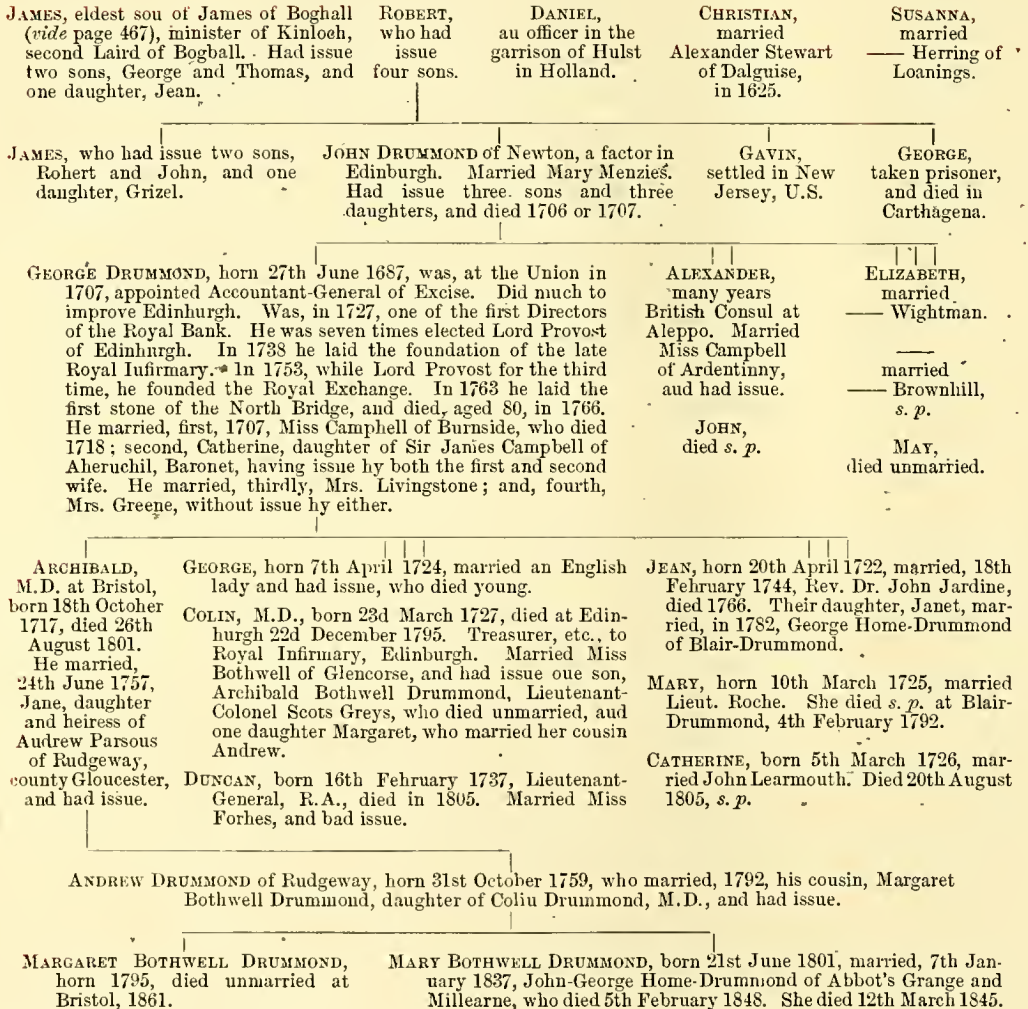 JAMES, eldest sou of James of Boghall
(vide page 467), minister of Kinloch,
second Laird of Bogball. Had issue
two sons, George and Thomas, and
one daughter, Jean.
ROBERT,
who had
issue
four sons.
DANIEL,
au officer in the
garrison of Hulst
in Holland.
CHRISTIAN,
married
Alexander Stewart
of Dalguise,
in 1625.
SUSANNA,
married
—— Herring of
Loanings.
JAMES, who had issue two sons,
Rohert and John, and one
daughter, Grizel.
JOHN DRUMMOND of Newton, a factor in
Edinburgh. Married Mary Menzies.
Had issue three sons and three
daughters, and died 1706 or 1707.
GAVIN,
settled in New
Jersey, U.S.
GEORGE,
taken prisoner,
and died in
Carthagena.
GEORGE DRUMMOND, horn 27th June 1687, was, at the Union in
1707, appointed Accountant-General of Excise. Did much to
improve Edinhurgh. Was, in 1727, one of the first Directors
of the Royal Bank. He was seven times elected Lord Provost
of Edinhnrgh. In 1738 he laid the foundation of the late
Royal Iufirmary. In 1753, while Lord Provost for the third
time, he founded the Royal Exchange. In 1763 he laid the
first stone of the North Bridge, and died, aged 80, in 1766.
He married, first, 1707, Miss Camphell of Burnside, who died
1718; second, Catherine, daughter of Sir James Campbell of
Aheruchil, Baronet, having issue hy both the first and second
wife. He married, thirdly, Mrs. Livingstone; and, fourth,
Mrs. Greene, without issue hy either.
ALEXANDER,
many years
British Consul at
Aleppo. Married
Miss Campbell
of Ardentinny,
aud had issue.
JOHN,
died s. p.
ELIZABETH,
married
—— Wightman.
——
married
—— Brownhill,
s. p.
MAY,
died unmarried.
ARCHIBALD,
M.D. at Bristol,
born 18th October
1717, died 26th
August 1801.
He married,
24th June 1757,
Jane, daughter
and heiress of
Audrew Parsous
of Rudgeway,
county Gloucester,
and had issue.
GEORGE, horn 7th April 1724, married an English
lady and had issne, who died young.
COLIN, M.D., born 23d March 1727, died at Edin-
hurgh 22d December 1795. Treasurer, etc., to
Royal Infirmary, Edinburgh. Married Miss
Bothwell of Glencorse, and had issue oue son,
Archibald Bothwell Drummond, Lieutenant-
Colonel Scots Greys, who died unmarried, aud
one daughter Margaret, who married her cousin
Andrew.
DUNCAN, born 16th Fehruary 1737, Lieutenant-
General, R.A., died in 1805. Married Miss
Forhes, and bad issue.
JEAN, horn 20th April 1722, married, 18th
Fehruary 1744, Rev. Dr. John Jardine,
died 1766. Their daughter, Janet, mar-
ried, in 1782, George Home-Drummond
of Blair-Drummond.
MARY, horn 10th March 1725, married
Lieut. Roche. She died s. p. at Blair-
Drummond, 4th February 1792.
CATHERINE, born 5th March 1726, mar-
ried John Learmouth. Died 20th August
1805, s. p.
ANDREW DRUMMOND of Rudgeway, horn 31st October 1759, who married, 1792, his cousin, Margaret
Bothwell Drummoud, daughter of Coliu Drummond, M.D., and had issue.
MARGARET BOTHWELL DRUMMOND,
horn 1795, died unmarried at
Bristol, 1861.
MARY BOTHWELL DRUMMOND, born 21st June 1801, married, 7th Jan-
uary 1837, John-George Home-Drummond of Abbot's Grange and
Millearne, who died 5th February 1848. She died 12th March 1845.